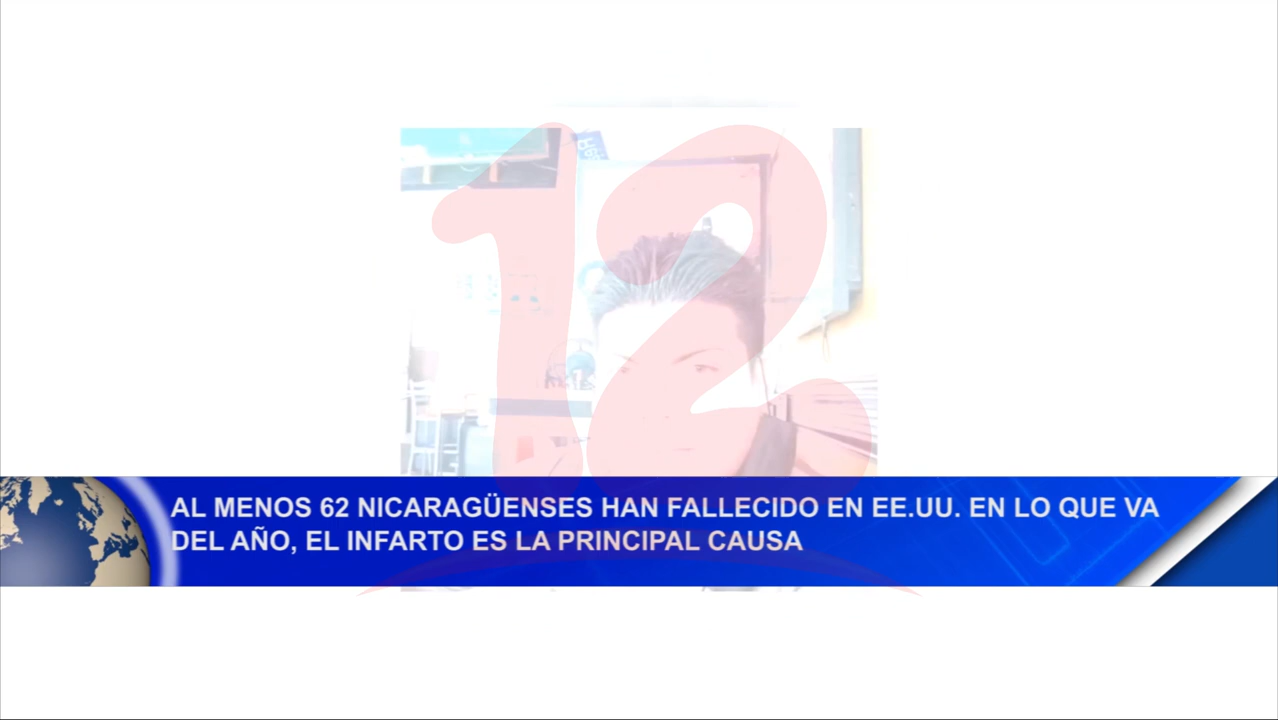 12
AL MENOS 62 NICARAGÜENSES HAN FALLECIDO EN EE.UU. EN LO QUE VA
DEL AÑO, EL INFARTO ES LA PRINCIPAL CAUSA